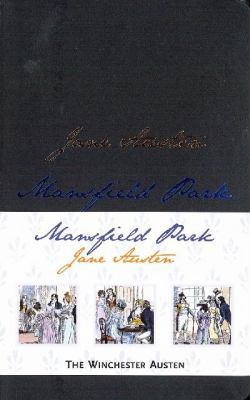 Jane Austen
Mansfield Park
Mansfield Park
Jane Austen
THE WINCHESTER AUSTEN